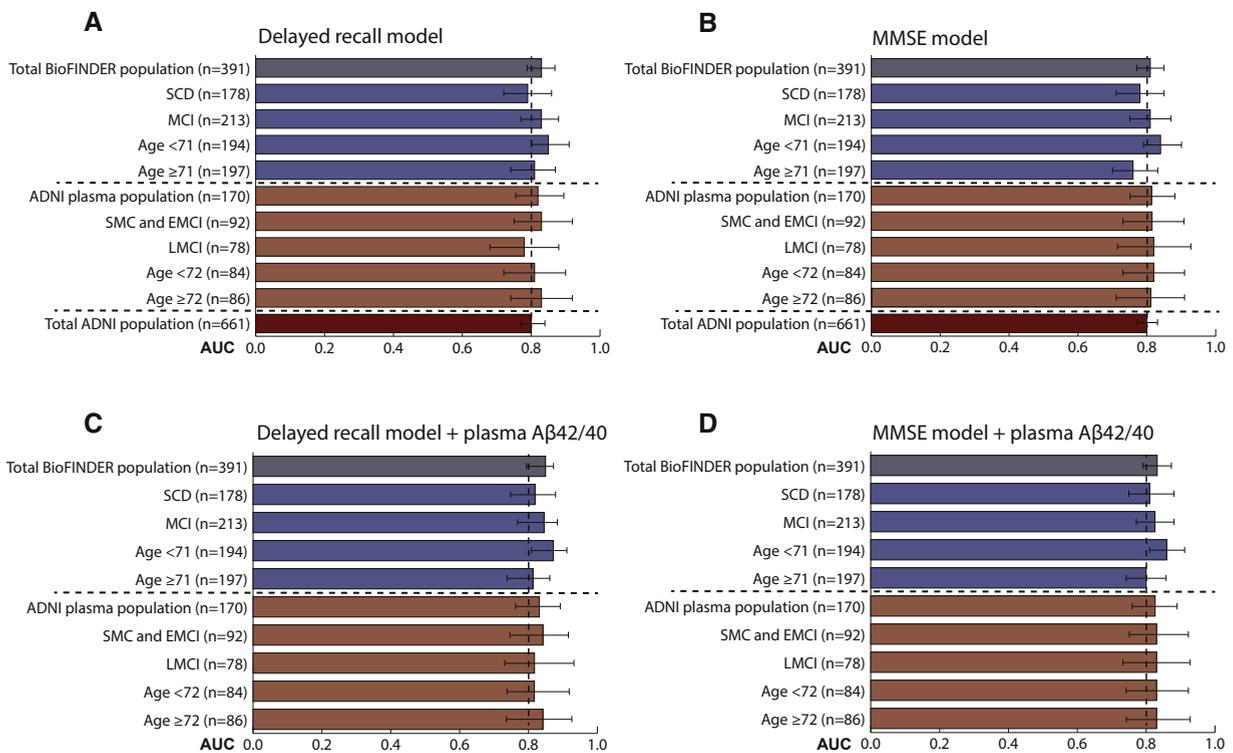 A
Delayed recall model
Total BioFINDER population (n=391)
SCD (n=178)
MCI (n=213)
Age <71 (n=194)
Age ≥71 (n=197)
ADNI plasma population (n=170)
SMC and EMCI (n=92)
LMCI (n=78)
Age <72 (n=84)
Age ≥72 (n=86)
Total ADNI population (n=661)
AUC 0.0 0.2 0.4 0.6 0.8 1.0
B
MMSE model
Total BioFINDER population (n=391)
SCD (n=178)
MCI (n=213)
Age <71 (n=194)
Age ≥71 (n=197)
ADNI plasma population (n=170)
SMC and EMCI (n=92)
LMCI (n=78)
Age <72 (n=84)
Age ≥72 (n=86)
Total ADNI population (n=661)
AUC 0.0 0.2 0.4 0.6 0.8 1.0
C
Delayed recall model + plasma Aβ42/40
Total BioFINDER population (n=391)
SCD (n=178)
MCI (n=213)
Age <71 (n=194)
Age ≥71 (n=197)
ADNI plasma population (n=170)
SMC and EMCI (n=92)
LMCI (n=78)
Age <72 (n=84)
Age ≥72 (n=86)
AUC 0.0 0.2 0.4 0.6 0.8 1.0
D
MMSE model + plasma Aβ42/40
Total BioFINDER population (n=391)
SCD (n=178)
MCI (n=213)
Age <71 (n=194)
Age ≥71 (n=197)
ADNI plasma population (n=170)
SMC and EMCI (n=92)
LMCI (n=78)
Age <72 (n=84)
Age ≥72 (n=86)
AUC 0.0 0.2 0.4 0.6 0.8 1.0